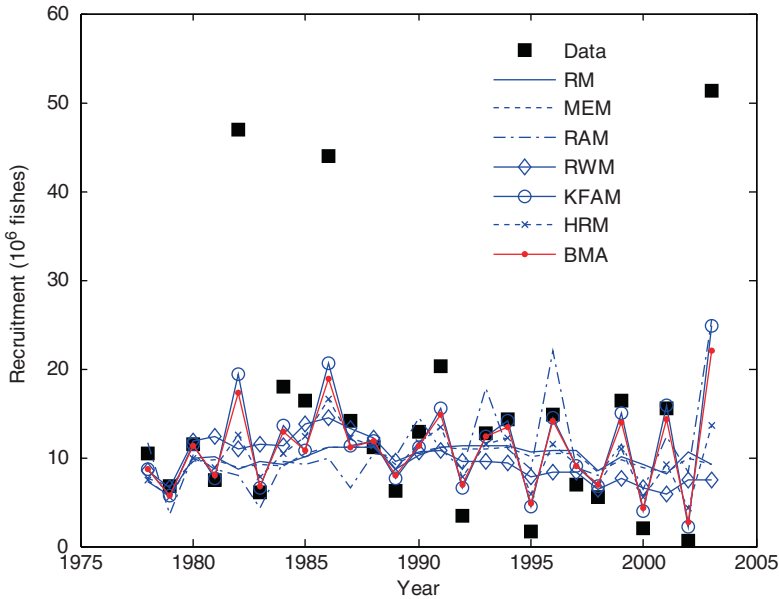 60
50
40
30
20
10
0
Recruitment (10⁶ fishes)
Data
RM
MEM
RAM
RWM
KFAM
HRM
BMA
1975
1980
1985
1990
1995
2000
2005
Year